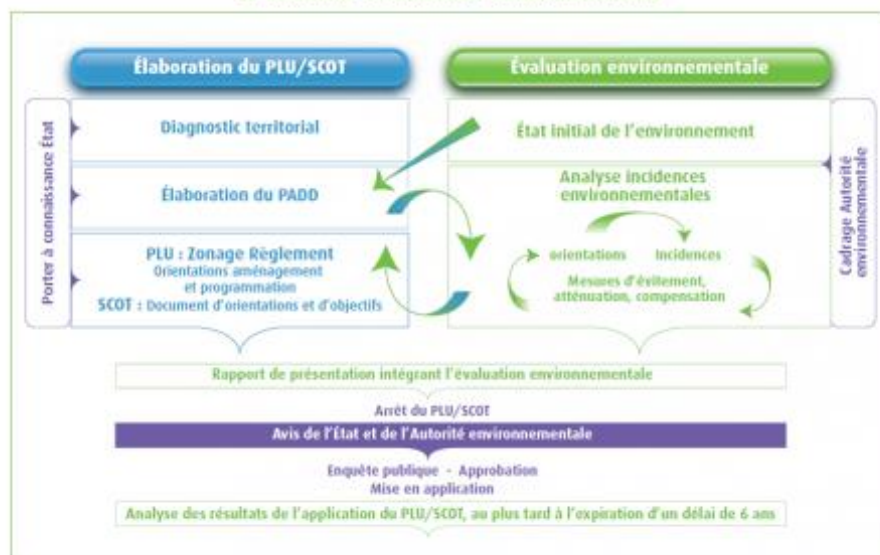 Élaboration du PLU/SCOT
Évaluation environnementale
Porter à connaissance État
Diagnostic territorial
Élaboration du PADD
PLU : Zonage Règlement
Orientations aménagement
et programmation
SCOT : Document d'orientations et d'objectifs
État initial de l'environnement
Analyse incidences
environnementales
orientations
Incidences
Mesures d'évitement,
atténuation, compensation
Cadrage Autorité
environnementale
Rapport de présentation intégrant l'évaluation environnementale
Arrêt du PLU/SCOT
Avis de l'État et de l'Autorité environnementale
Enquête publique - Approbation
Mise en application
Analyse des résultats de l'application du PLU/SCOT, au plus tard à l'expiration d'un délai de 6 ans